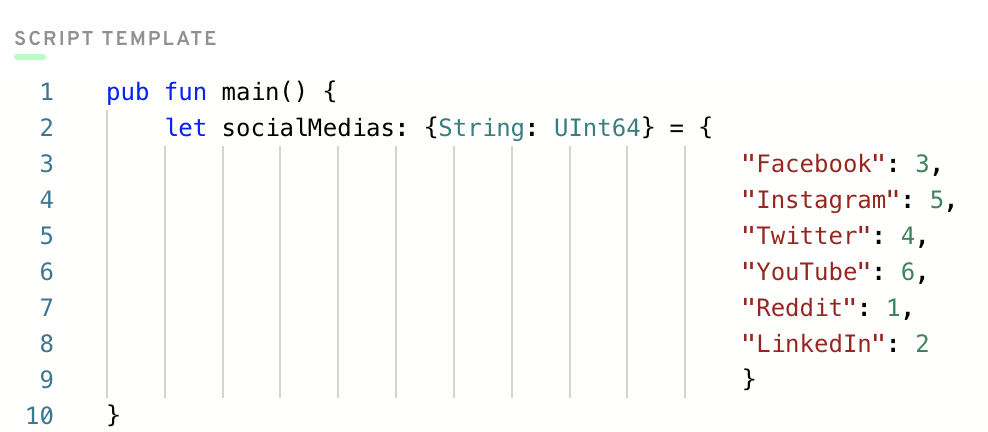 SCRIPT TEMPLATE
1 pub fun main() {
2 let socialMedias: {String: UInt64} = {
3 "Facebook": 3,
4 "Instagram": 5,
5 "Twitter": 4,
6 "YouTube": 6,
7 "Reddit": 1,
8 "LinkedIn": 2
9 }
10 }